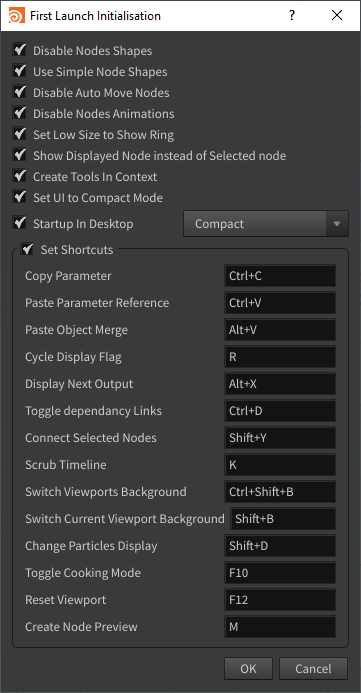 First Launch Initialisation ? ×
Disable Nodes Shapes
Use Simple Node Shapes
Disable Auto Move Nodes
Disable Nodes Animations
Set Low Size to Show Ring
Show Displayed Node instead of Selected node
Create Tools In Context
Set UI to Compact Mode
Startup In Desktop Compact
Set Shortcuts
Copy Parameter Ctrl+C
Paste Parameter Reference Ctrl+V
Paste Object Merge Alt+V
Cycle Display Flag R
Display Next Output Alt+X
Toggle dependancy Links Ctrl+D
Connect Selected Nodes Shift+Y
Scrub Timeline K
Switch Viewports Background Ctrl+Shift+B
Switch Current Viewport Background Shift+B
Change Particles Display Shift+D
Toggle Cooking Mode F10
Reset Viewport F12
Create Node Preview M
OK Cancel